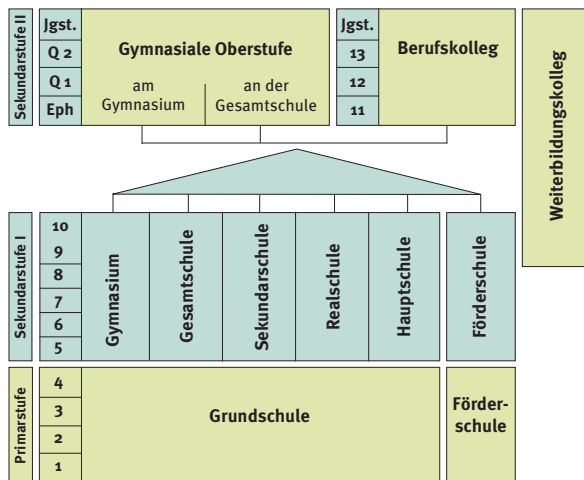 Sekundarstufe II
Jgst.
Q 2
Q 1
Eph
Gymnasiale Oberstufe
am
Gymnasium
an der
Gesamtschule
Jgst.
13
12
11
Berufskolleg
Weiterbildungskolleg
Sekundarstufe I
10
9
8
7
6
5
Gymnasium
Gesamtschule
Sekundarschule
Realschule
Hauptschule
Förderschule
Primarstufe
4
3
2
1
Grundschule
Förder-
schule